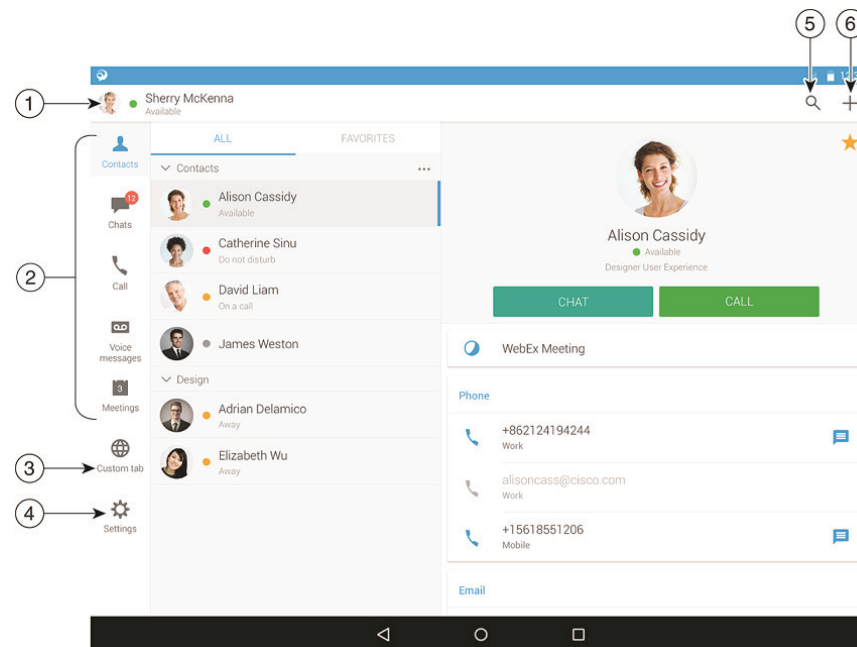 5
6
1
Sherry McKenna
Available
ALL
FAVORITES
Contacts
Contacts
12
Chats
Call
Voice
messages
3
Meetings
Custom tab
Settings
2
3
4
Alison Cassidy
Available
Catherine Sinu
Do not disturb
David Liam
On a call
James Weston
Design
Adrian Delamico
Away
Elizabeth Wu
Away
Alison Cassidy
Available
Designer User Experience
CHAT
CALL
WebEx Meeting
Phone
+862124194244
Work
alisoncass@cisco.com
Work
+15618551206
Mobile
Email